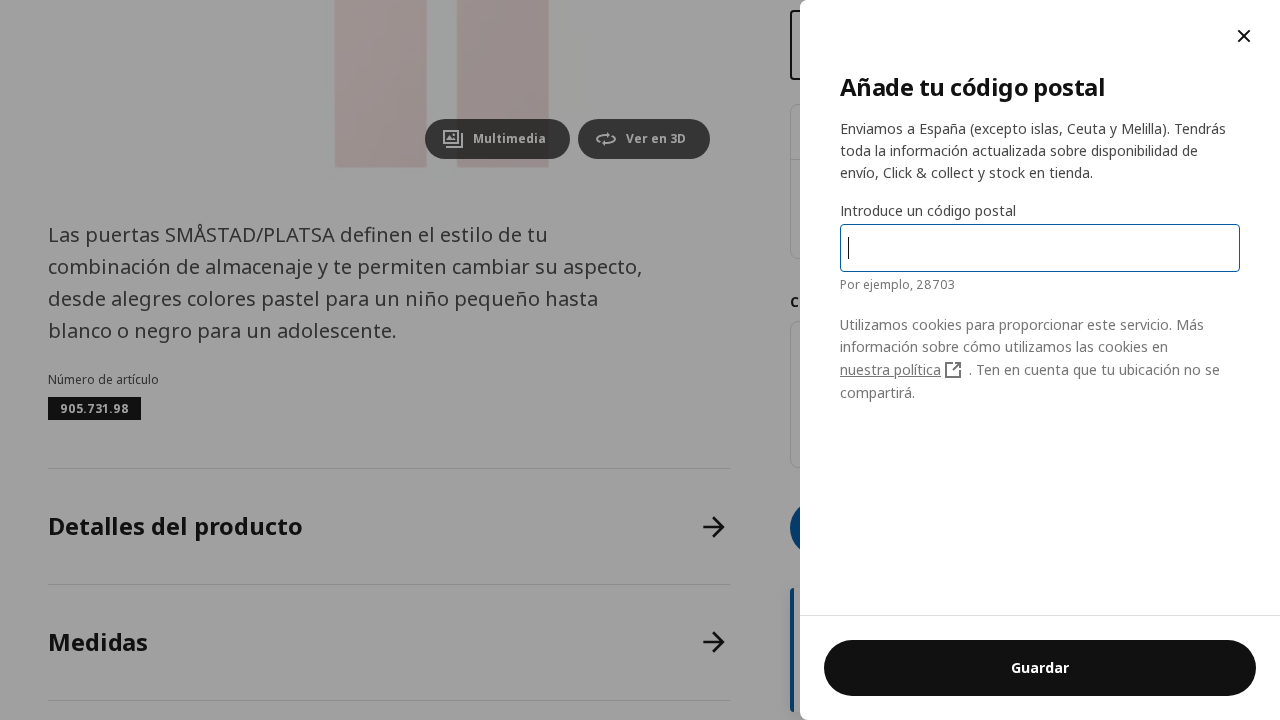 Multimedia
Ver en 3D
Las puertas SMÅSTAD/PLATSA definen el estilo de tu
combinación de almacenaje y te permiten cambiar su aspecto,
desde alegres colores pastel para un niño pequeño hasta
blanco o negro para un adolescente.
Número de artículo
905.731.98
Detalles del producto
Medidas
Añade tu código postal
Enviamos a España (excepto islas, Ceuta y Melilla). Tendrás
toda la información actualizada sobre disponibilidad de
envío, Click & collect y stock en tienda.
Introduce un código postal
Por ejemplo, 28703
Utilizamos cookies para proporcionar este servicio. Más
información sobre cómo utilizamos las cookies en
nuestra política . Ten en cuenta que tu ubicación no se
compartirá.
Guardar